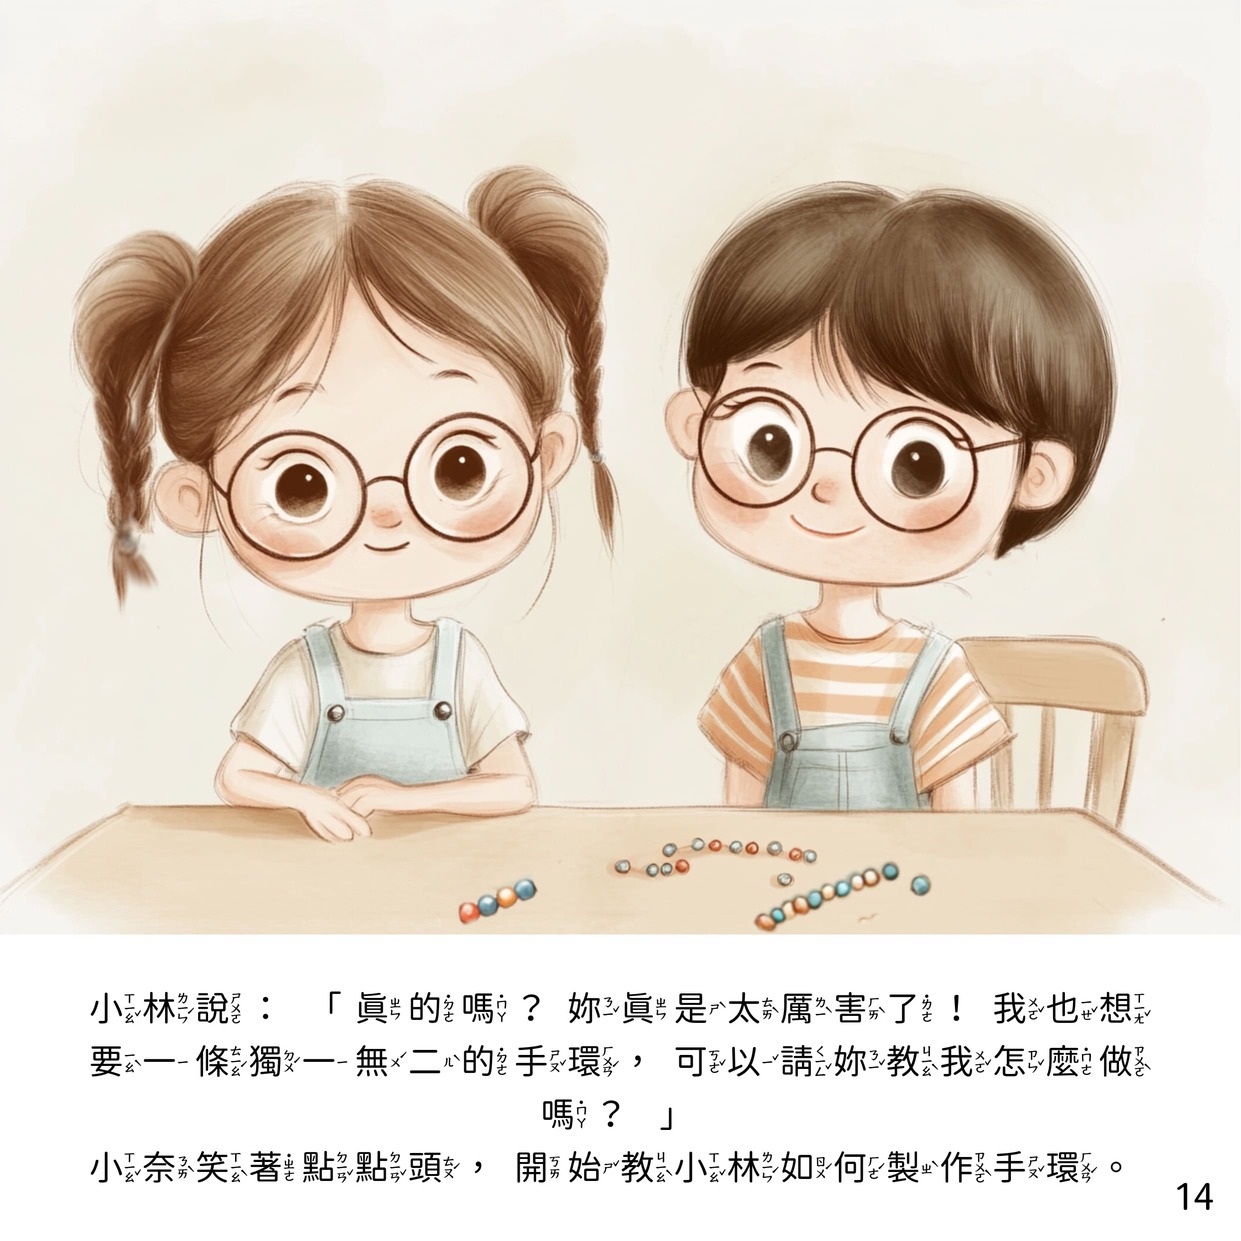 小林說：「真的嗎？妳真是太厲害了！我也想
要一條獨一無二的手環，可以請妳教我怎麼做
嗎？」
小奈笑著點點頭，開始教小林如何製作手環。
14